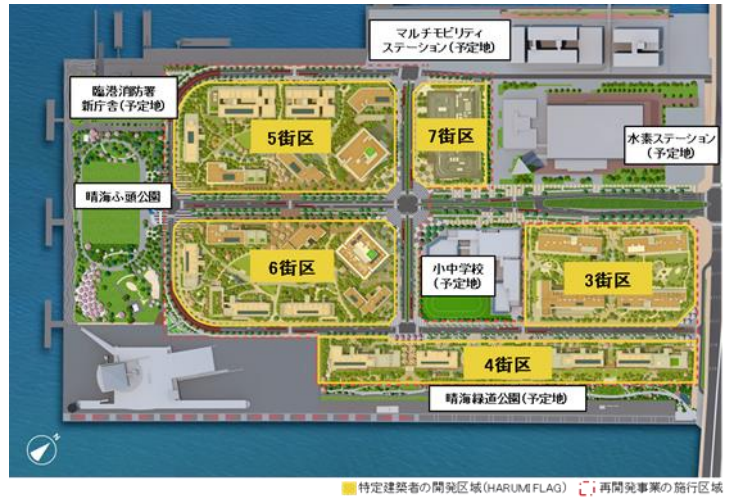 マルチモビリティ
ステーション(予定地)
臨港消防署
新庁舎(予定地)
5街区
7街区
水素ステーション
(予定地)
晴海ふ頭公園
6街区
小中学校
(予定地)
3街区
4街区
晴海緑道公園(予定地)
N
特定建築者の開発区域(HARUMI FLAG)
再開発事業の施行区域